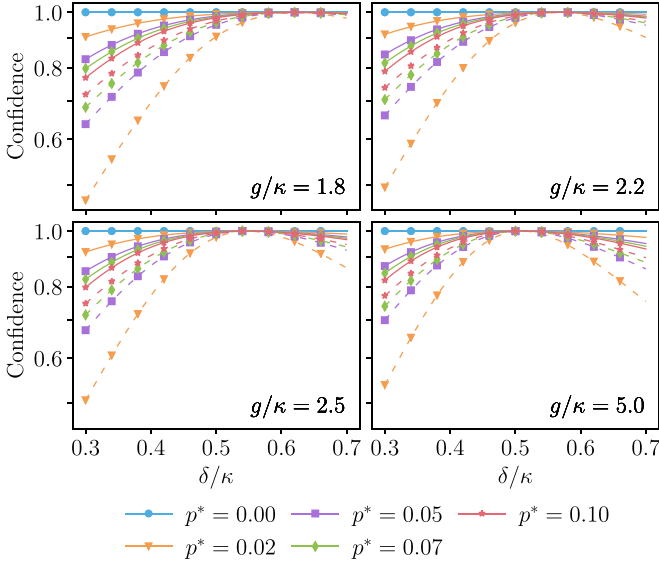 1.0
0.8
0.6
Confidence
g/κ = 1.8
g/κ = 2.2
1.0
0.8
0.6
Confidence
g/κ = 2.5
g/κ = 5.0
0.3 0.4 0.5 0.6 0.7
0.3 0.4 0.5 0.6 0.7
δ/κ
δ/κ
p* = 0.00
p* = 0.05
p* = 0.10
p* = 0.02
p* = 0.07